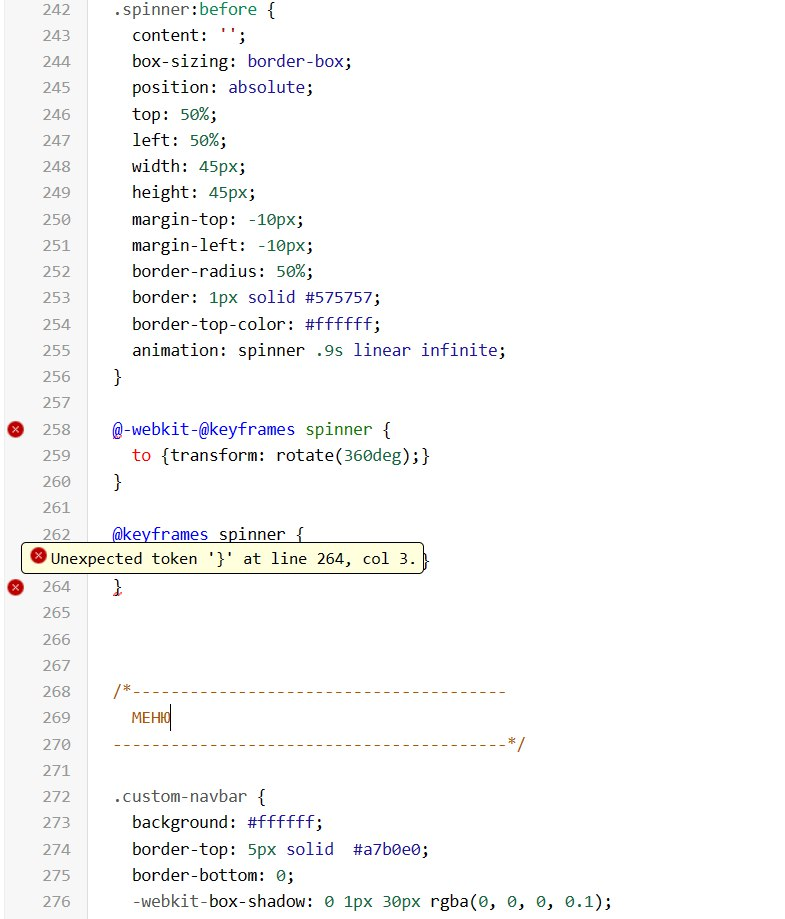 242 .spinner:before {
243 content: '';
244 box-sizing: border-box;
245 position: absolute;
246 top: 50%;
247 left: 50%;
248 width: 45px;
249 height: 45px;
250 margin-top: -10px;
251 margin-left: -10px;
252 border-radius: 50%;
253 border: 1px solid #575757;
254 border-top-color: #ffffff;
255 animation: spinner .9s linear infinite;
256 }
257
258 @-webkit-@keyframes spinner {
259 to {transform: rotate(360deg);}
260 }
261
262 @keyframes spinner {
Unexpected token '}' at line 264, col 3. }
264 }
265
266
267
268 /*---------------------------------------
269 МЕНЮ
270 -----------------------------------------*/
271
272 .custom-navbar {
273 background: #ffffff;
274 border-top: 5px solid  #a7b0e0;
275 border-bottom: 0;
276 -webkit-box-shadow: 0 1px 30px rgba(0, 0, 0, 0.1);